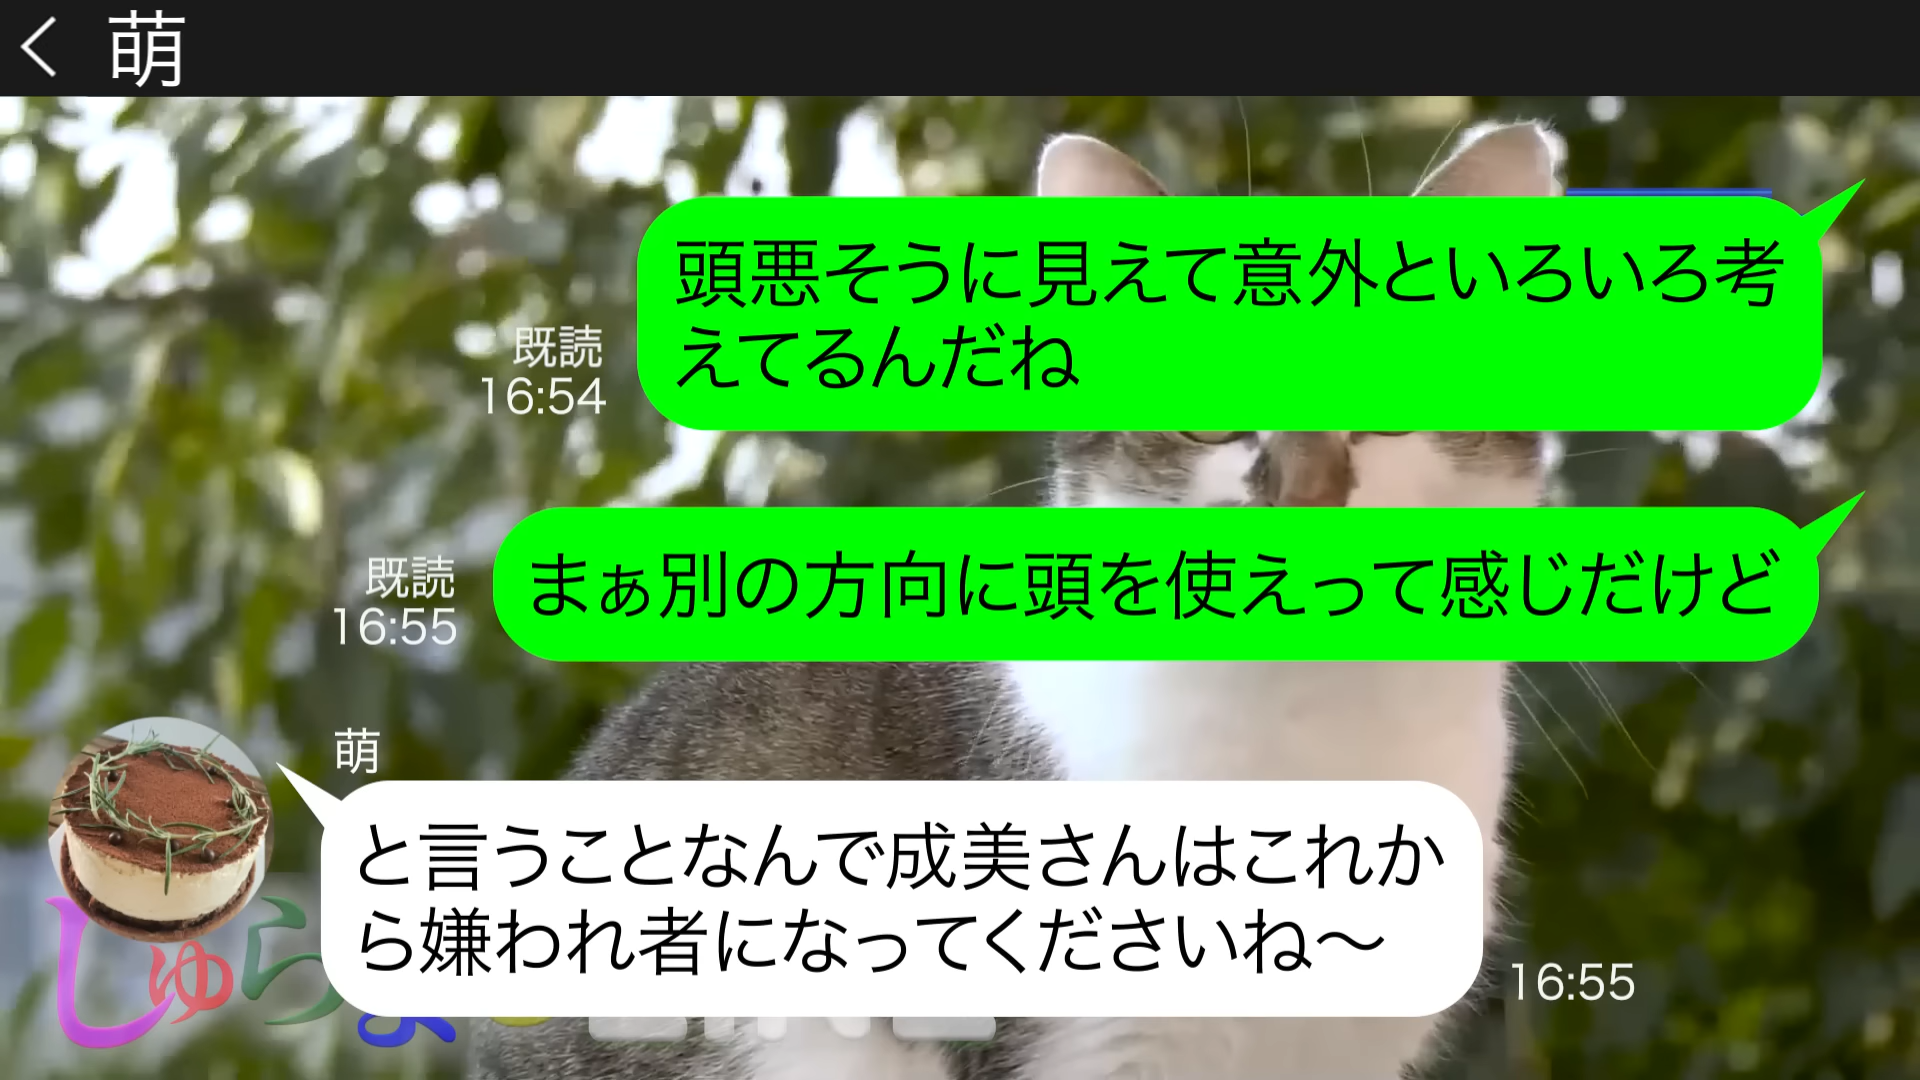 萌
頭悪そうに見えて意外といろいろ考
えてるんだね
既読
16:54
まぁ別の方向に頭を使えって感じだけど
既読
16:55
萌
と言うことなんで成美さんはこれか
ら嫌われ者になってくださいね〜
16:55
しゅら